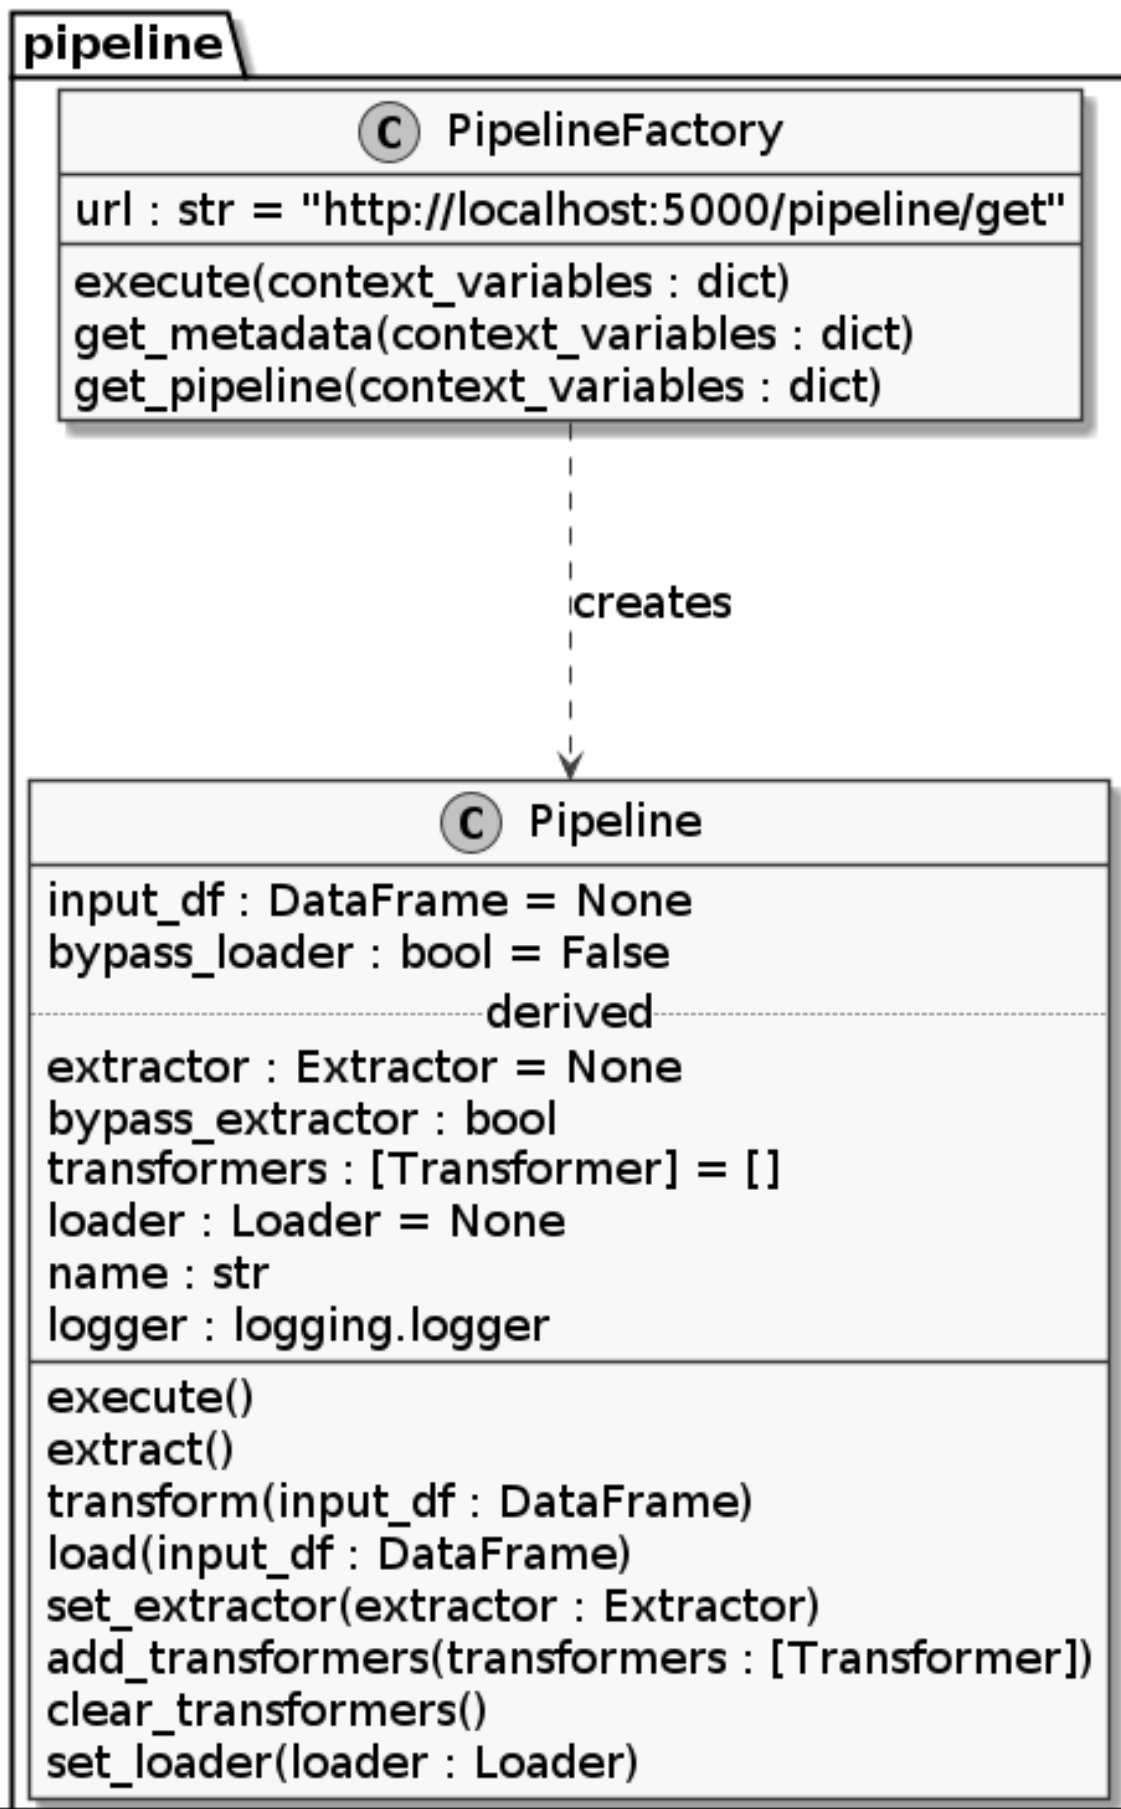 pipeline
C PipelineFactory
url : str = "http://localhost:5000/pipeline/get"
execute(context_variables : dict)
get_metadata(context_variables : dict)
get_pipeline(context_variables : dict)
creates
C Pipeline
input_df : DataFrame = None
bypass_loader : bool = False
derived
extractor : Extractor = None
bypass_extractor : bool
transformers : [Transformer] = []
loader : Loader = None
name : str
logger : logging.logger
execute()
extract()
transform(input_df : DataFrame)
load(input_df : DataFrame)
set_extractor(extractor : Extractor)
add_transformers(transformers : [Transformer])
clear_transformers()
set_loader(loader : Loader)